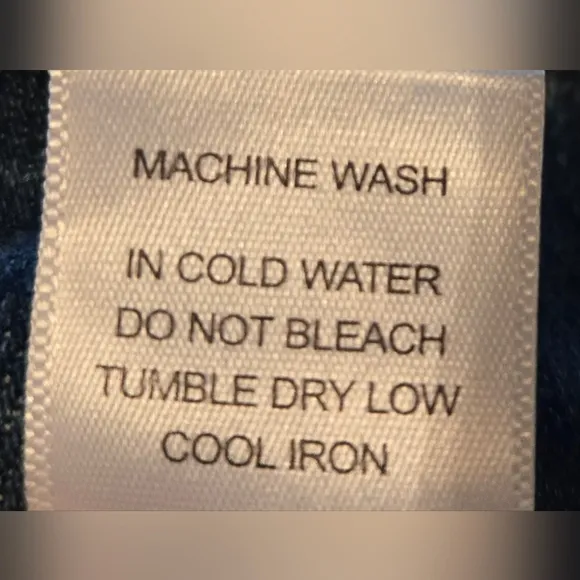 MACHINE WASH
IN COLD WATER
DO NOT BLEACH
TUMBLE DRY LOW
COOL IRON